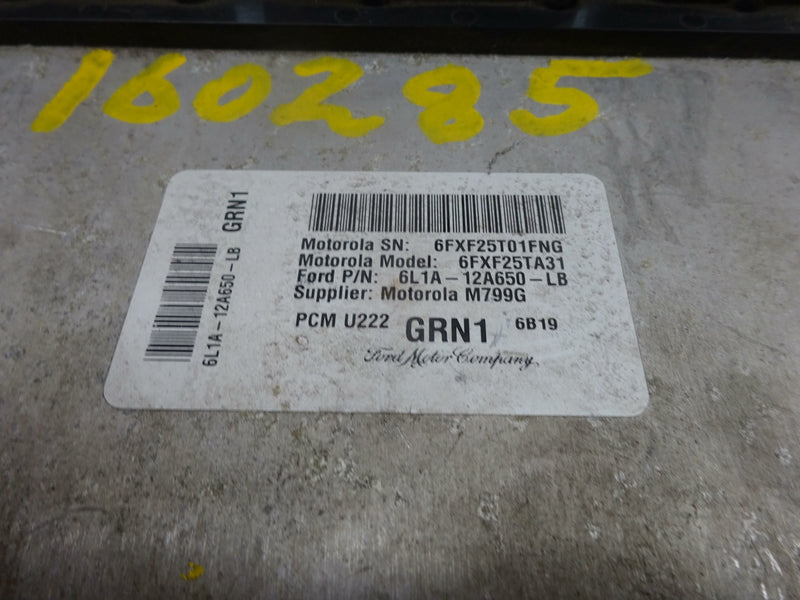 160285
GRN1
6L1A-12A650-LB
Motorola SN: 6FXF25T01FNG
Motorola Model: 6FXF25TA31
Ford P/N: 6L1A-12A650-LB
Supplier: Motorola M799G
PCM U222 GRN1 6B19
Ford Motor Company